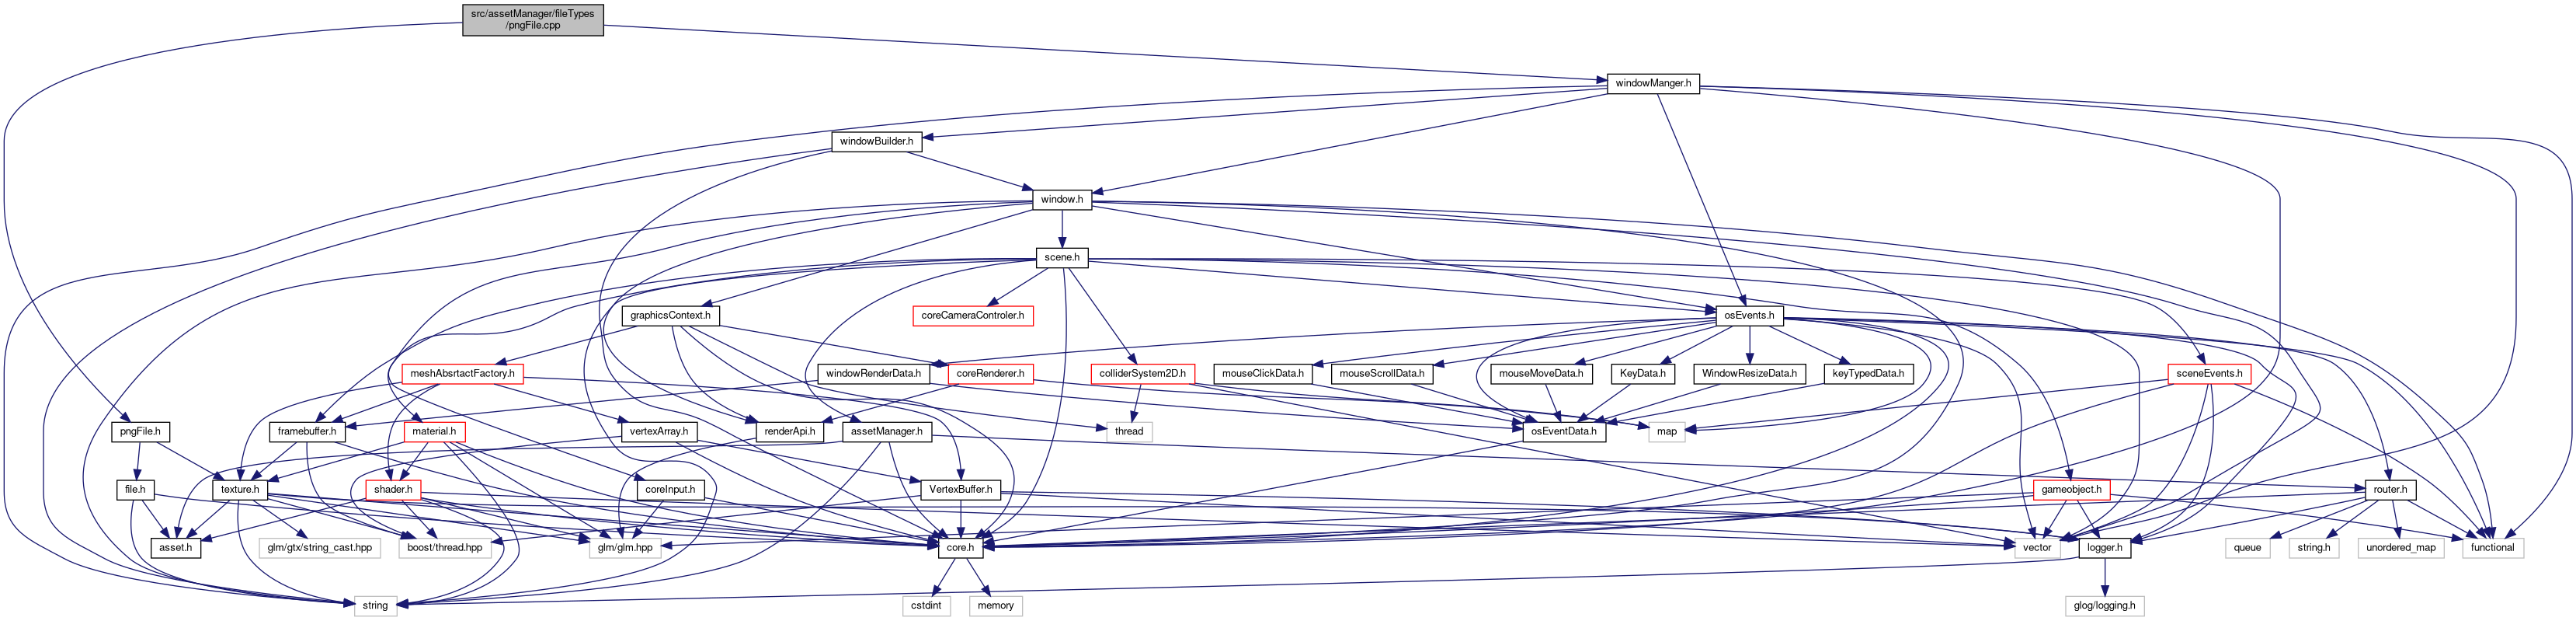 src/assetManager/fileTypes
/pngFile.cpp
windowManger.h
windowBuilder.h
window.h
scene.h
graphicsContext.h
coreCameraControler.h
osEvents.h
meshAbsrtactFactory.h
windowRenderData.h
coreRenderer.h
colliderSystem2D.h
mouseClickData.h
mouseScrollData.h
mouseMoveData.h
KeyData.h
WindowResizeData.h
keyTypedData.h
sceneEvents.h
pngFile.h
framebuffer.h
material.h
vertexArray.h
renderApi.h
assetManager.h
thread
osEventData.h
map
file.h
texture.h
shader.h
coreInput.h
VertexBuffer.h
gameobject.h
router.h
asset.h
glm/gtx/string_cast.hpp
boost/thread.hpp
glm/glm.hpp
core.h
vector
logger.h
queue
string.h
unordered_map
functional
string
cstdint
memory
glog/logging.h